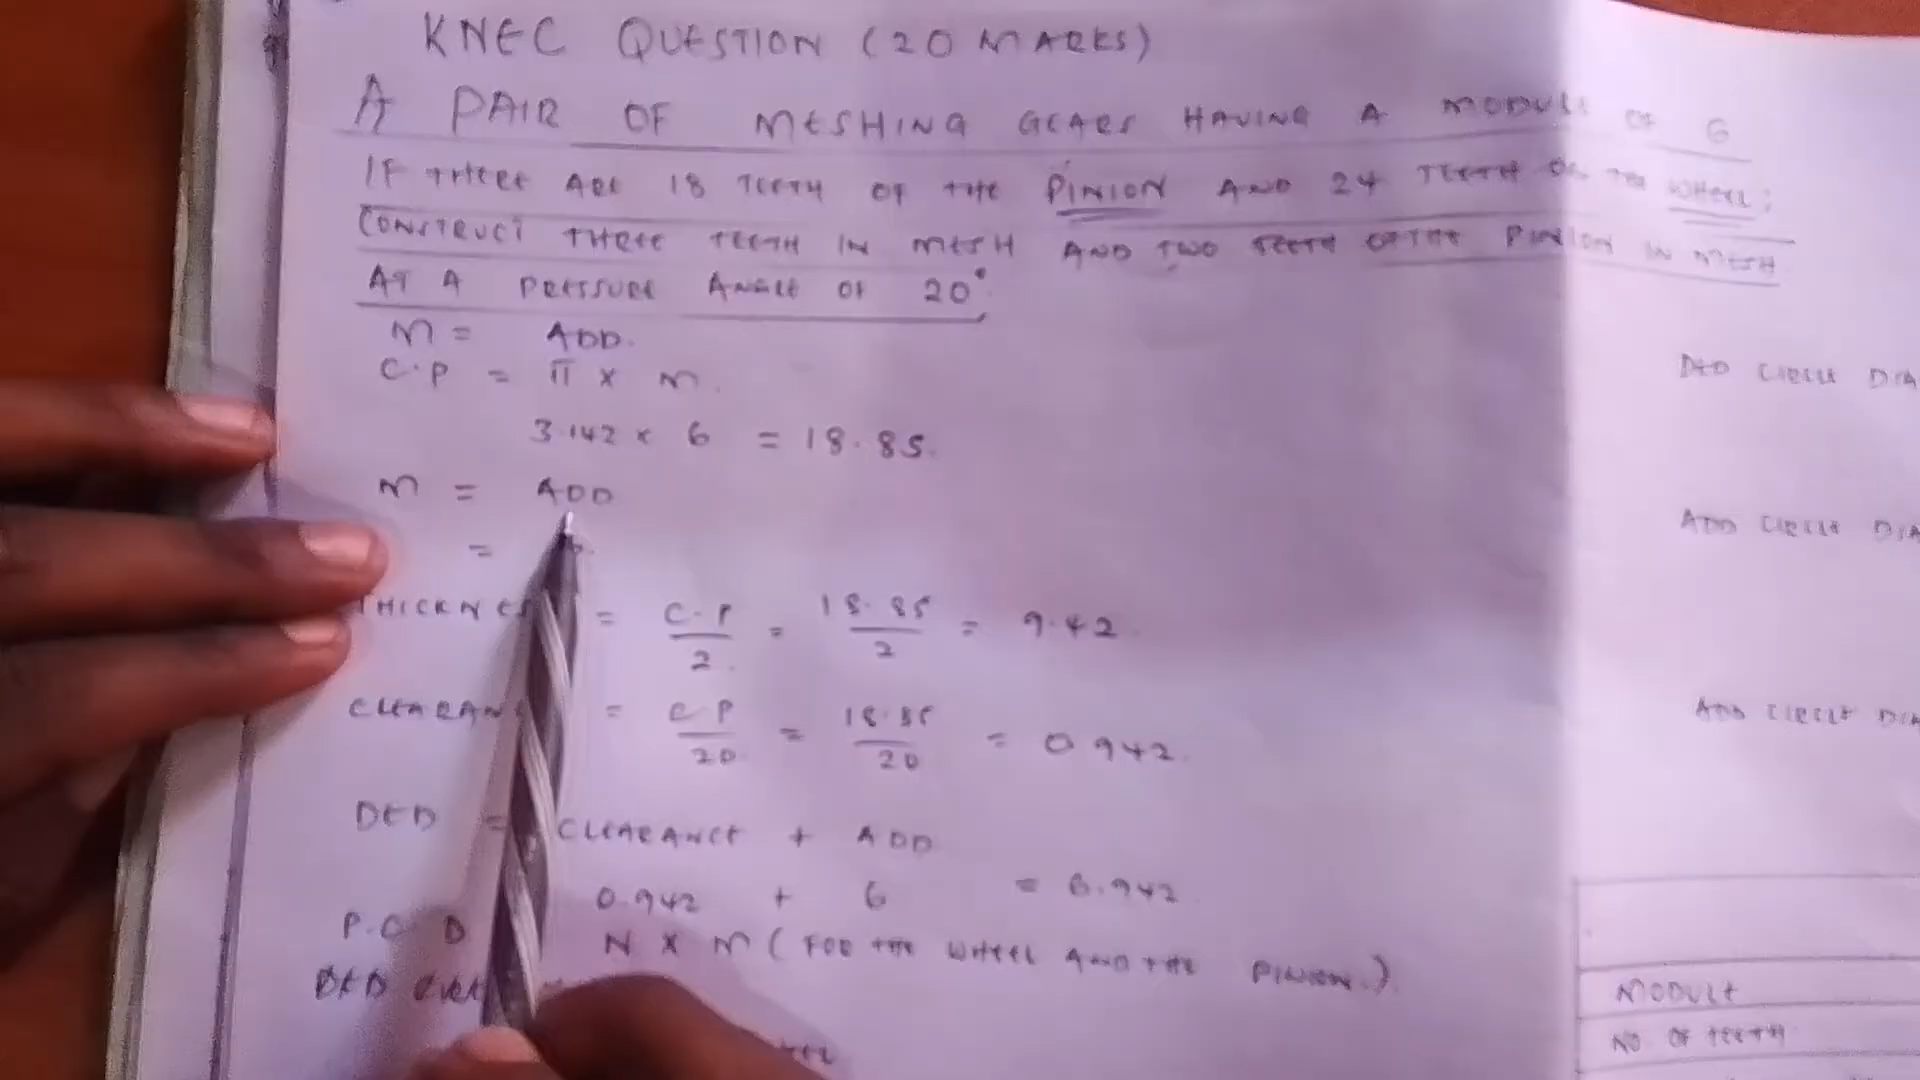 KNEC QUESTION (20 MARKS)
A PAIR OF MESHING GEARS HAVING A MODULE OF 6
IF THERE ARE 18 TEETH OF THE PINION AND 24 TEETH ON THE WHEEL;
CONSTRUCT THREE TEETH IN MESH AND TWO TEETH OF THE PINION IN MESH
AT A PRESSURE ANGLE OF 20°.
M = ADD.
C.P = π × M.
3.142 × 6 = 18.85.
M = ADD
=
THICKNES = C.P/2 = 18.85/2 = 9.42
CLEARAN = CP/20 = 18.85/20 = 0.942
DED = CLEARANCE + ADD
0.942 + 6 = 6.942
P.C D N × M (FOR THE WHEEL AND THE PINION.)
DED
DED CIRCLE DIA
ADD CIRCLE DIA
ADD CIRCLE DIA
MODULE
NO OF TEETH